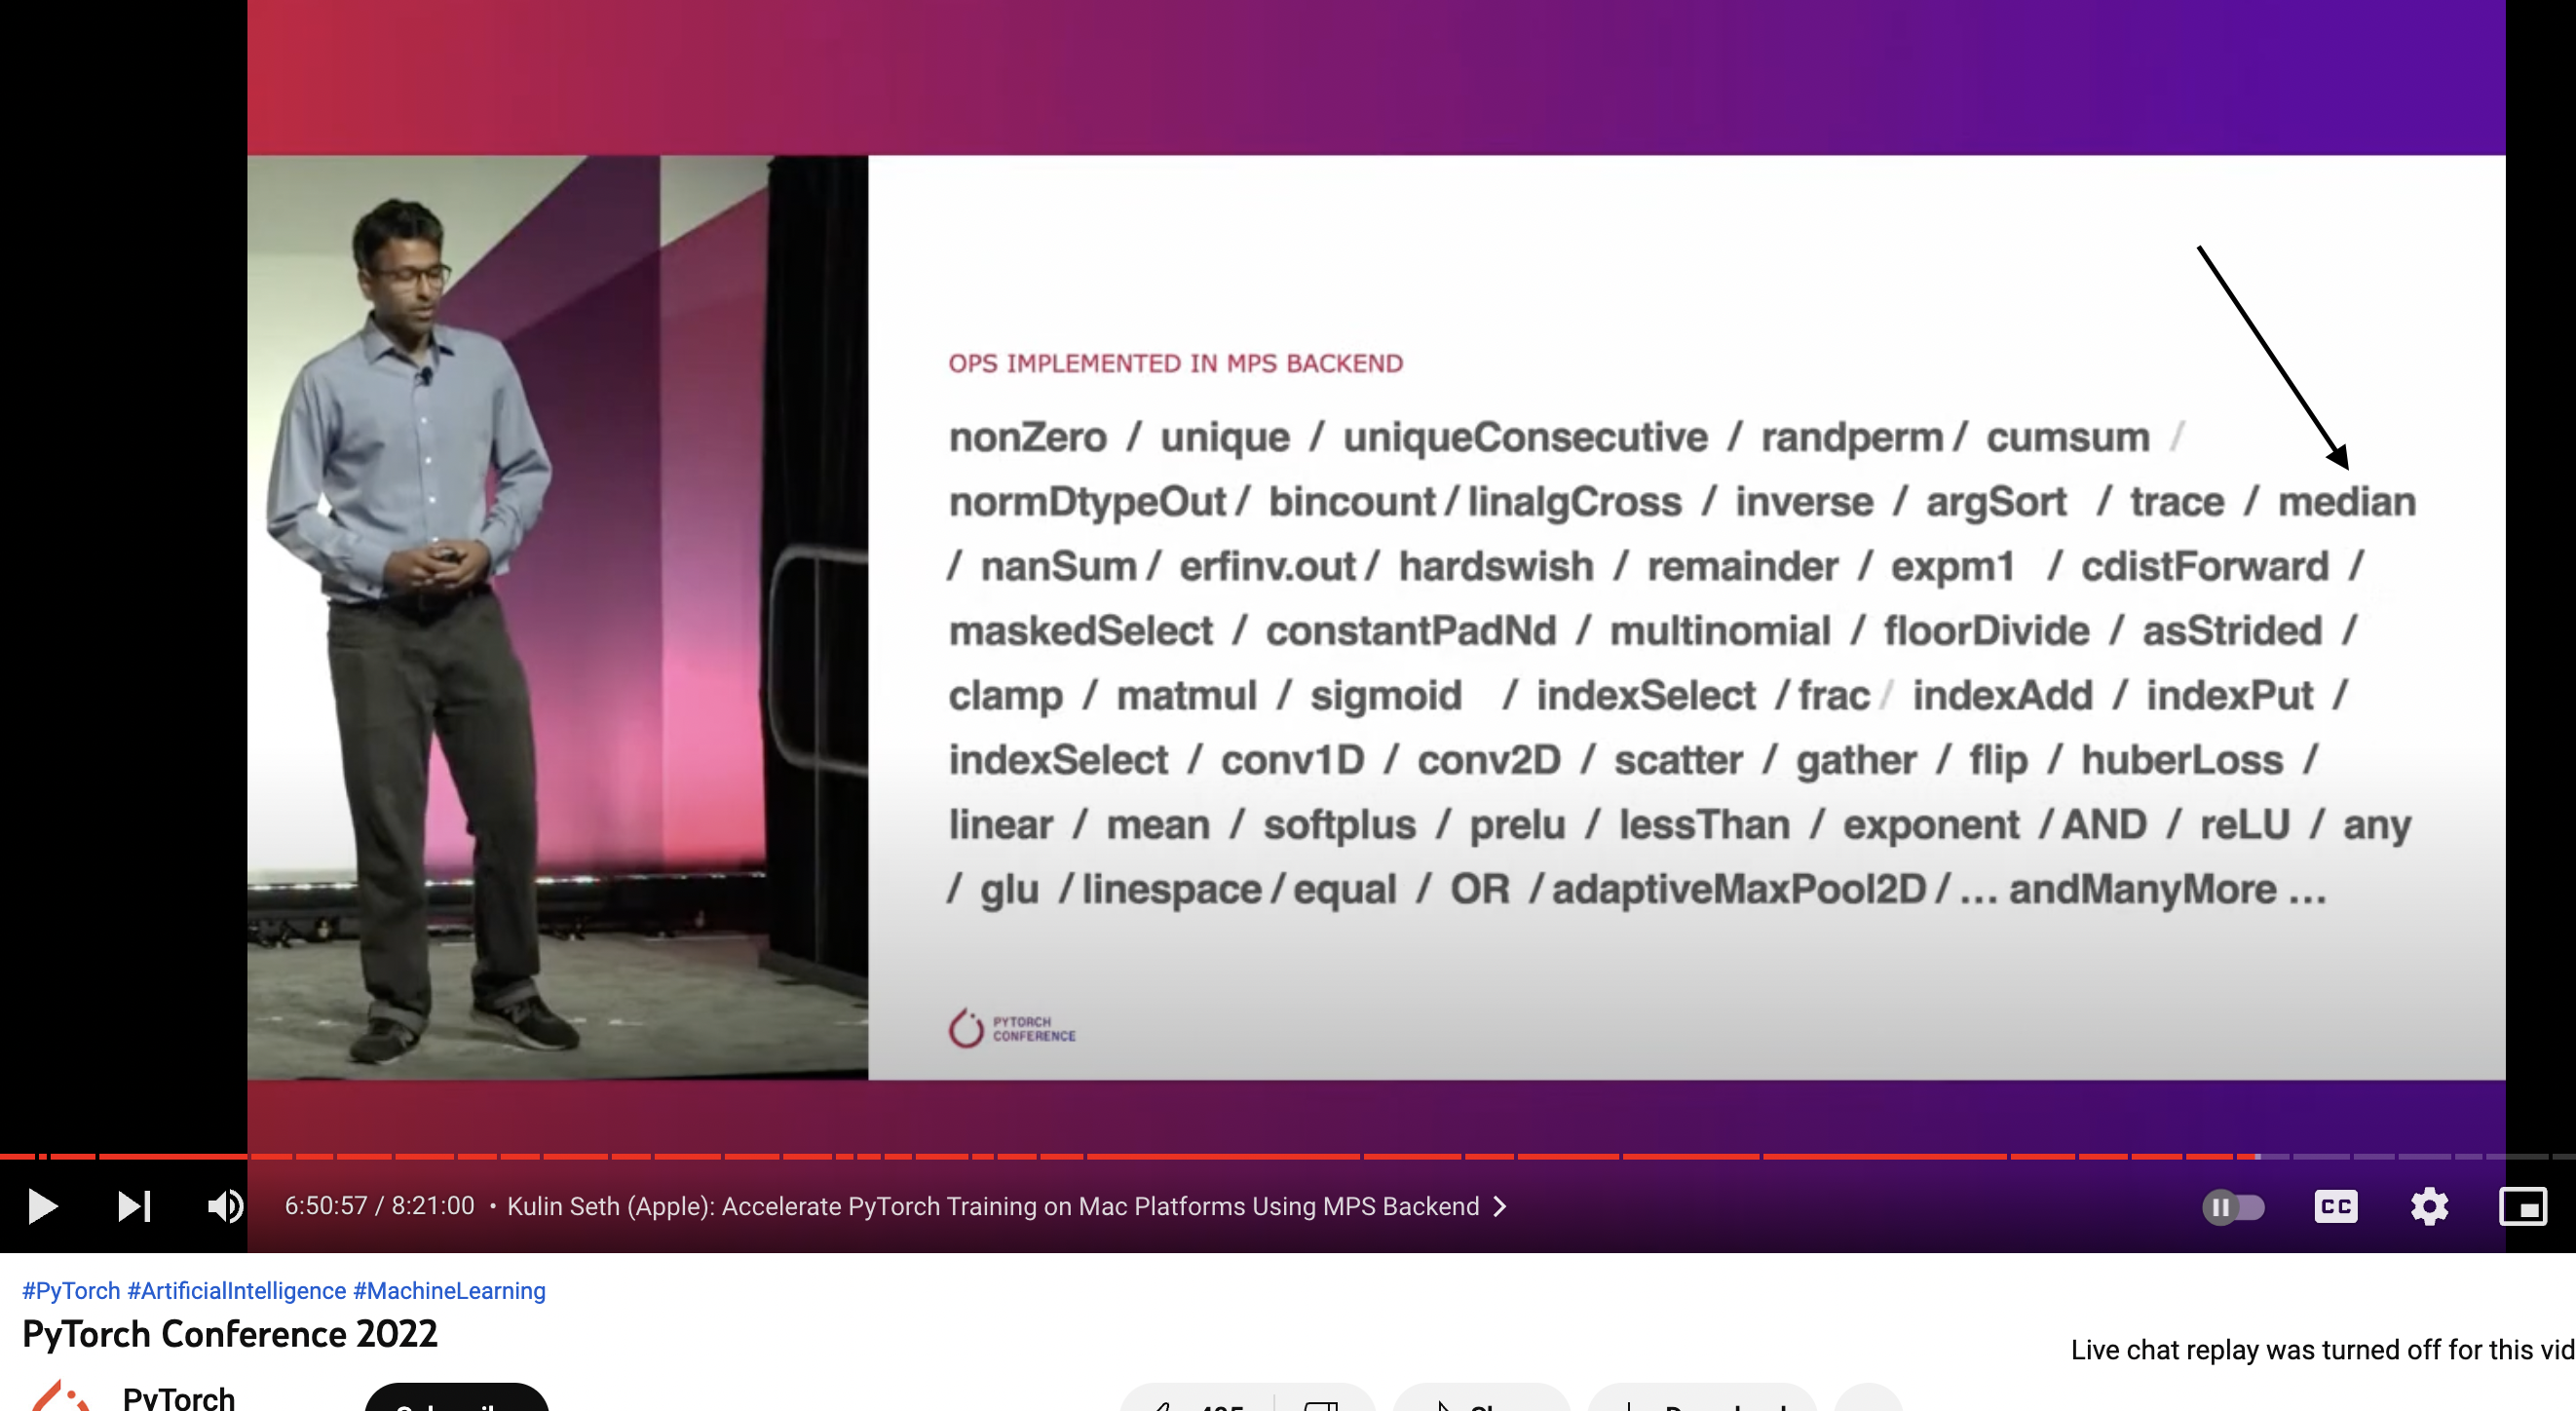 OPS IMPLEMENTED IN MPS BACKEND
nonZero / unique / uniqueConsecutive / randperm / cumsum /
normDtypeOut / bincount / linalgCross / inverse / argSort / trace / median
/ nanSum / erfinv.out / hardswish / remainder / expm1 / cdistForward /
maskedSelect / constantPadNd / multinomial / floorDivide / asStrided /
clamp / matmul / sigmoid / indexSelect / frac / indexAdd / indexPut /
indexSelect / conv1D / conv2D / scatter / gather / flip / huberLoss /
linear / mean / softplus / prelu / lessThan / exponent / AND / reLU / any
/ glu / linespace / equal / OR / adaptiveMaxPool2D / ... andManyMore ...
PYTORCH
CONFERENCE
6:50:57 / 8:21:00 • Kulin Seth (Apple): Accelerate PyTorch Training on Mac Platforms Using MPS Backend
CC
#PyTorch #ArtificialIntelligence #MachineLearning
PyTorch Conference 2022
Live chat replay was turned off for this vid
PyTorch